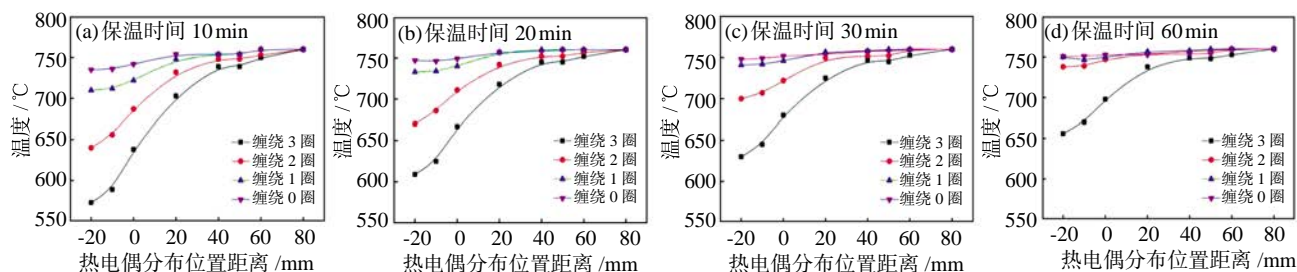 (a)保温时间 10 min
800
750
700
650
600
550
温度 / ℃
缠绕 3 圈
缠绕 2 圈
缠绕 1 圈
缠绕 0 圈
-20 0 20 40 60 80
热电偶分布位置距离 /mm
(b)保温时间 20 min
800
750
700
650
600
550
温度 / ℃
缠绕 3 圈
缠绕 2 圈
缠绕 1 圈
缠绕 0 圈
-20 0 20 40 60 80
热电偶分布位置距离 /mm
(c)保温时间 30 min
800
750
700
650
600
550
温度 / ℃
缠绕 3 圈
缠绕 2 圈
缠绕 1 圈
缠绕 0 圈
-20 0 20 40 60 80
热电偶分布位置距离 /mm
(d)保温时间 60 min
800
750
700
650
600
550
温度 / ℃
缠绕 3 圈
缠绕 2 圈
缠绕 1 圈
缠绕 0 圈
-20 0 20 40 60 80
热电偶分布位置距离 /mm